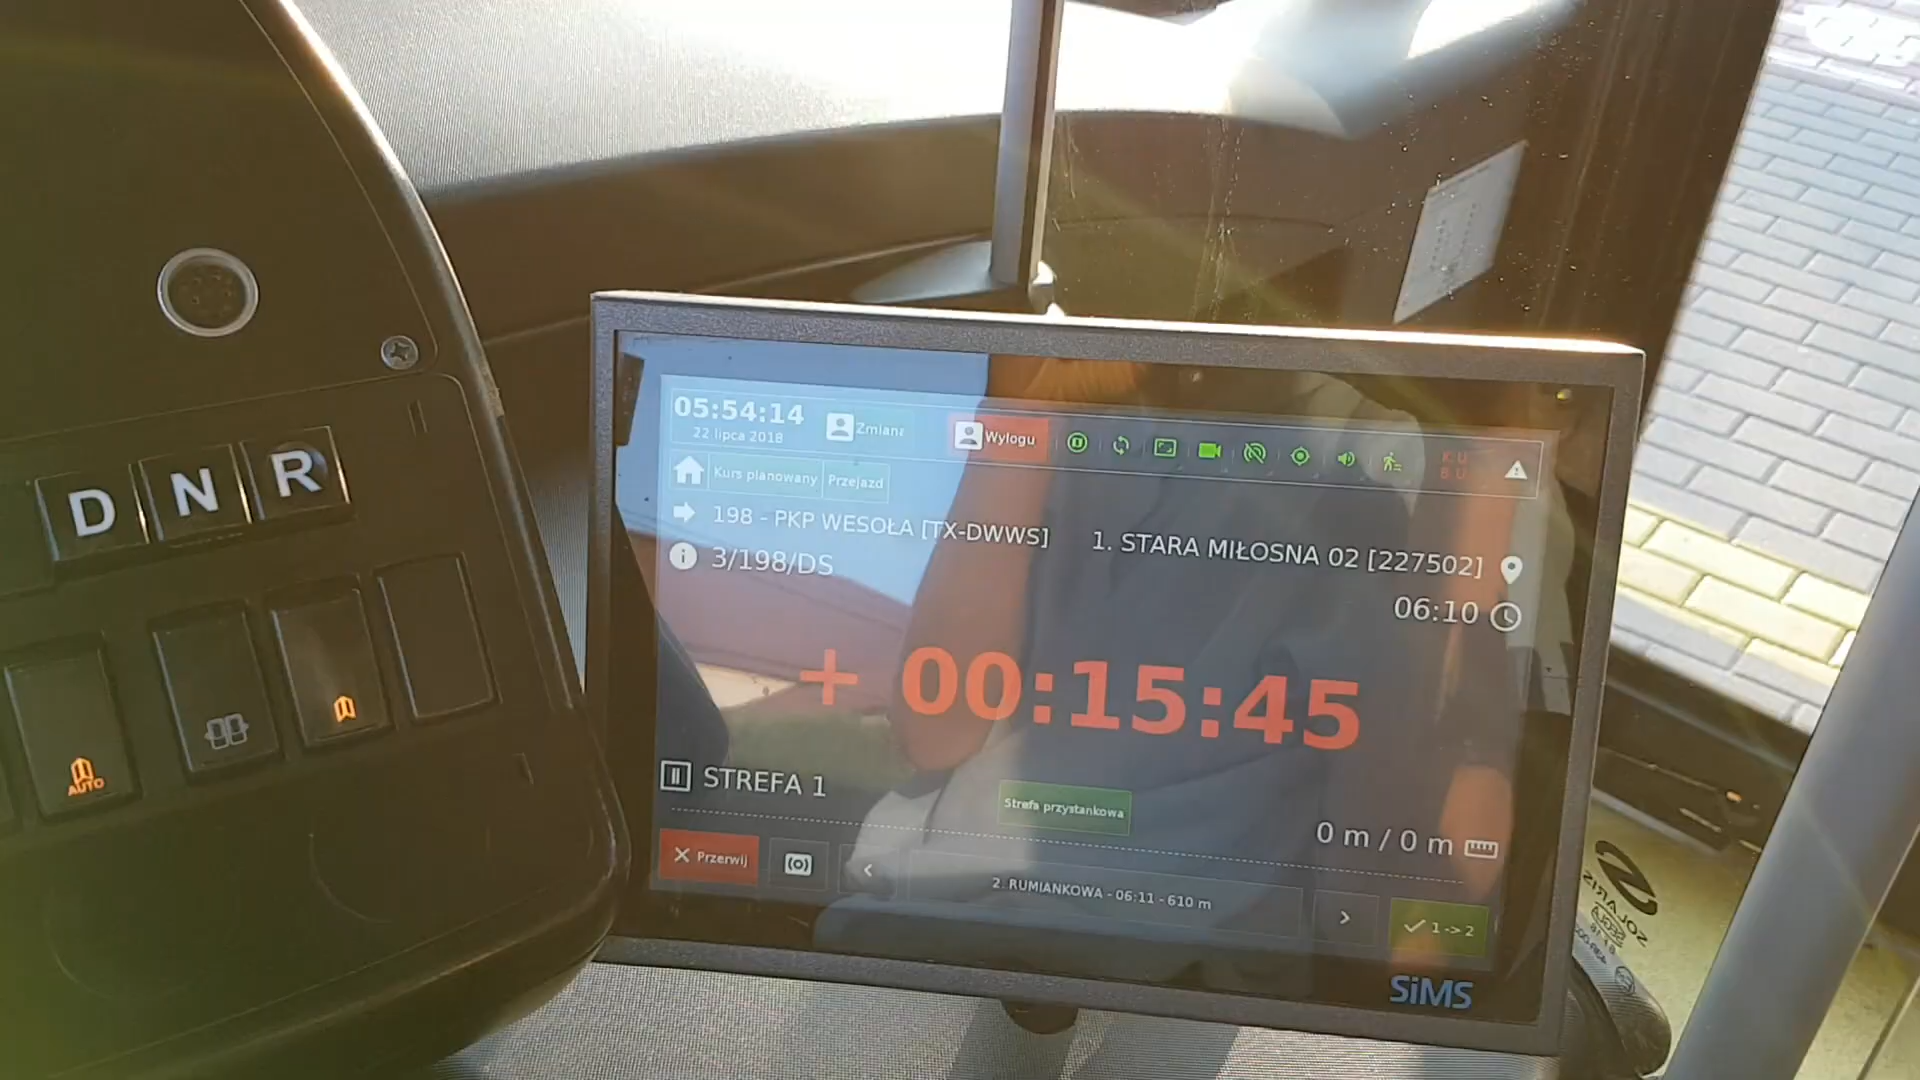 05:54:14
22 lipca 2018
Zmiana
Wylogu
K U
B U
Kurs planowany
Przejazd
198 - PKP WESOŁA [TX-DWWS]
1. STARA MIŁOSNA 02 [227502]
3/198/DS
06:10
+ 00:15:45
STREFA 1
Strefa przystankowa
0 m / 0 m
Przerwij
2. RUMIANKOWA - 06:11 - 610 m
1 -> 2
SiMS
D N R
AUTO
SOLARIS